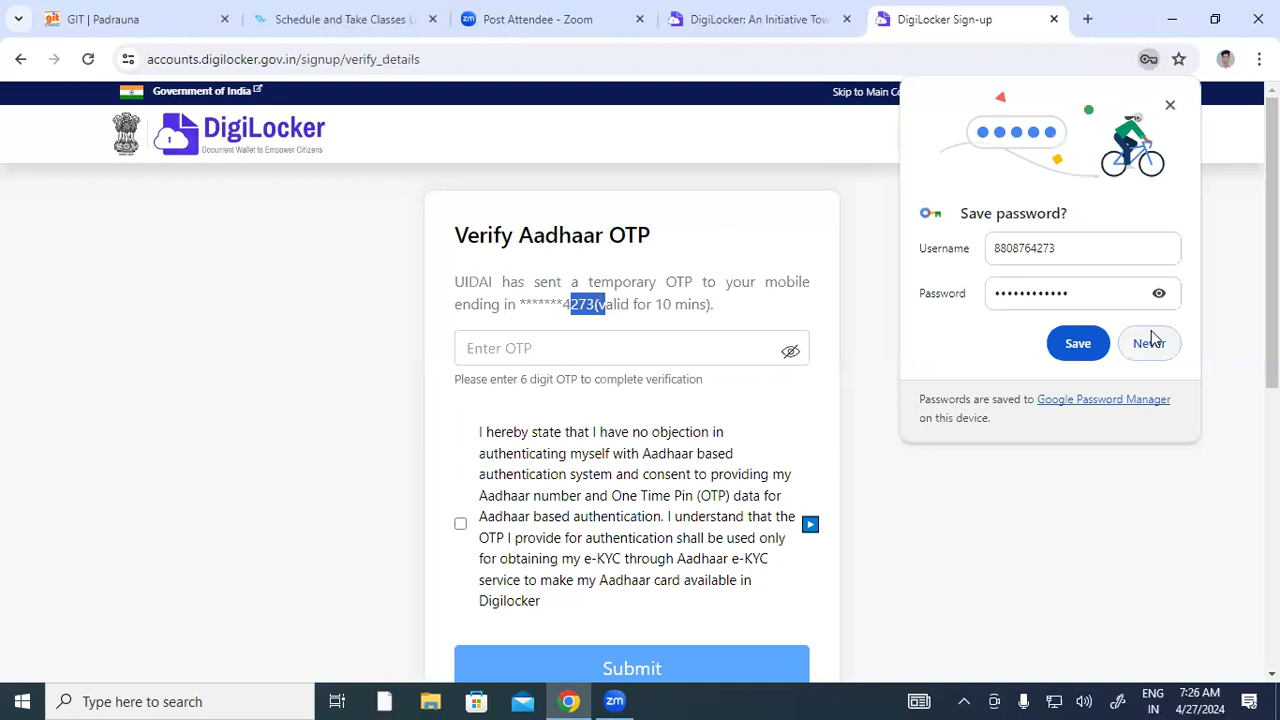 GIT | Padrauna
Schedule and Take Classes L
Post Attendee - Zoom
DigiLocker: An Initiative Tow
DigiLocker Sign-up
accounts.digilocker.gov.in/signup/verify_details
Government of India
Skip to Main Co
DigiLocker
Document Wallet to Empower Citizens
Verify Aadhaar OTP
UIDAI has sent a temporary OTP to your mobile
ending in *******4273(valid for 10 mins).
Enter OTP
Please enter 6 digit OTP to complete verification
I hereby state that I have no objection in
authenticating myself with Aadhaar based
authentication system and consent to providing my
Aadhaar number and One Time Pin (OTP) data for
Aadhaar based authentication. I understand that the
OTP I provide for authentication shall be used only
for obtaining my e-KYC through Aadhaar e-KYC
service to make my Aadhaar card available in
Digilocker
Submit
Save password?
Username 8808764273
Password ••••••••••••
Save Never
Passwords are saved to Google Password Manager
on this device.
Type here to search
zm
ENG
IN
7:26 AM
4/27/2024